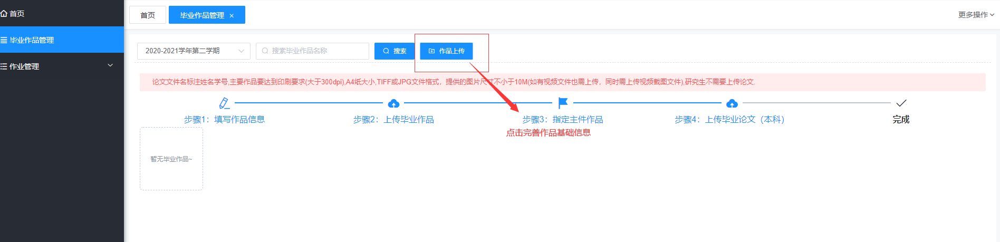 首页
毕业作品管理
作业管理
首页
毕业作品管理 ×
更多操作
2020-2021学年第二学期
搜索毕业作品名称
搜索
作品上传
论文文件名标注姓名学号,主要作品要达到印刷要求(大于300dpi),A4纸大小,TIFF或JPG文件格式，提供的图片尺寸不小于10M(如有视频文件也需上传，同时需上传视频截图文件),研究生不需要上传论文.
步骤1：填写作品信息
步骤2：上传毕业作品
步骤3：指定主件作品
步骤4：上传毕业论文（本科）
完成
点击完善作品基础信息
暂无毕业作品~